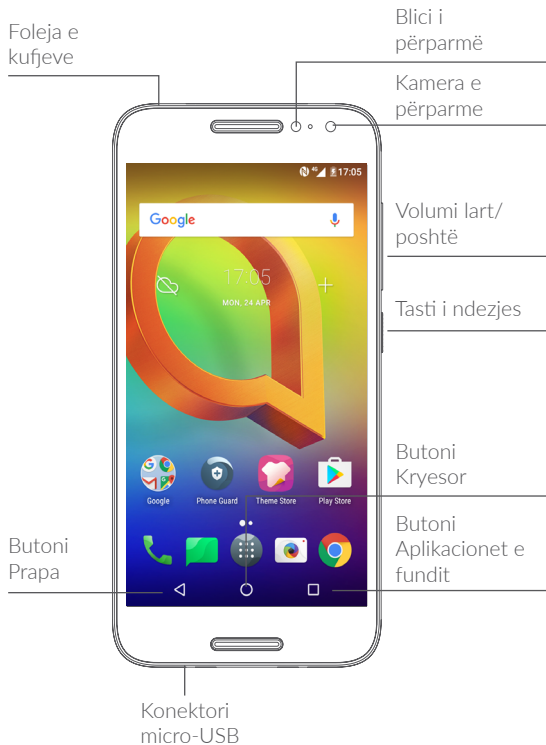 Foleja e
kufjeve
Blici i
përparmë
Kamera e
përparme
17:05
Google
Volumi lart/
poshtë
17:05
MON, 24 APR
Tasti i ndezjes
Google
Phone Guard
Theme Store
Play Store
Butoni
Kryesor
Butoni
Prapa
Butoni
Aplikacionet e
fundit
Konektori
micro-USB